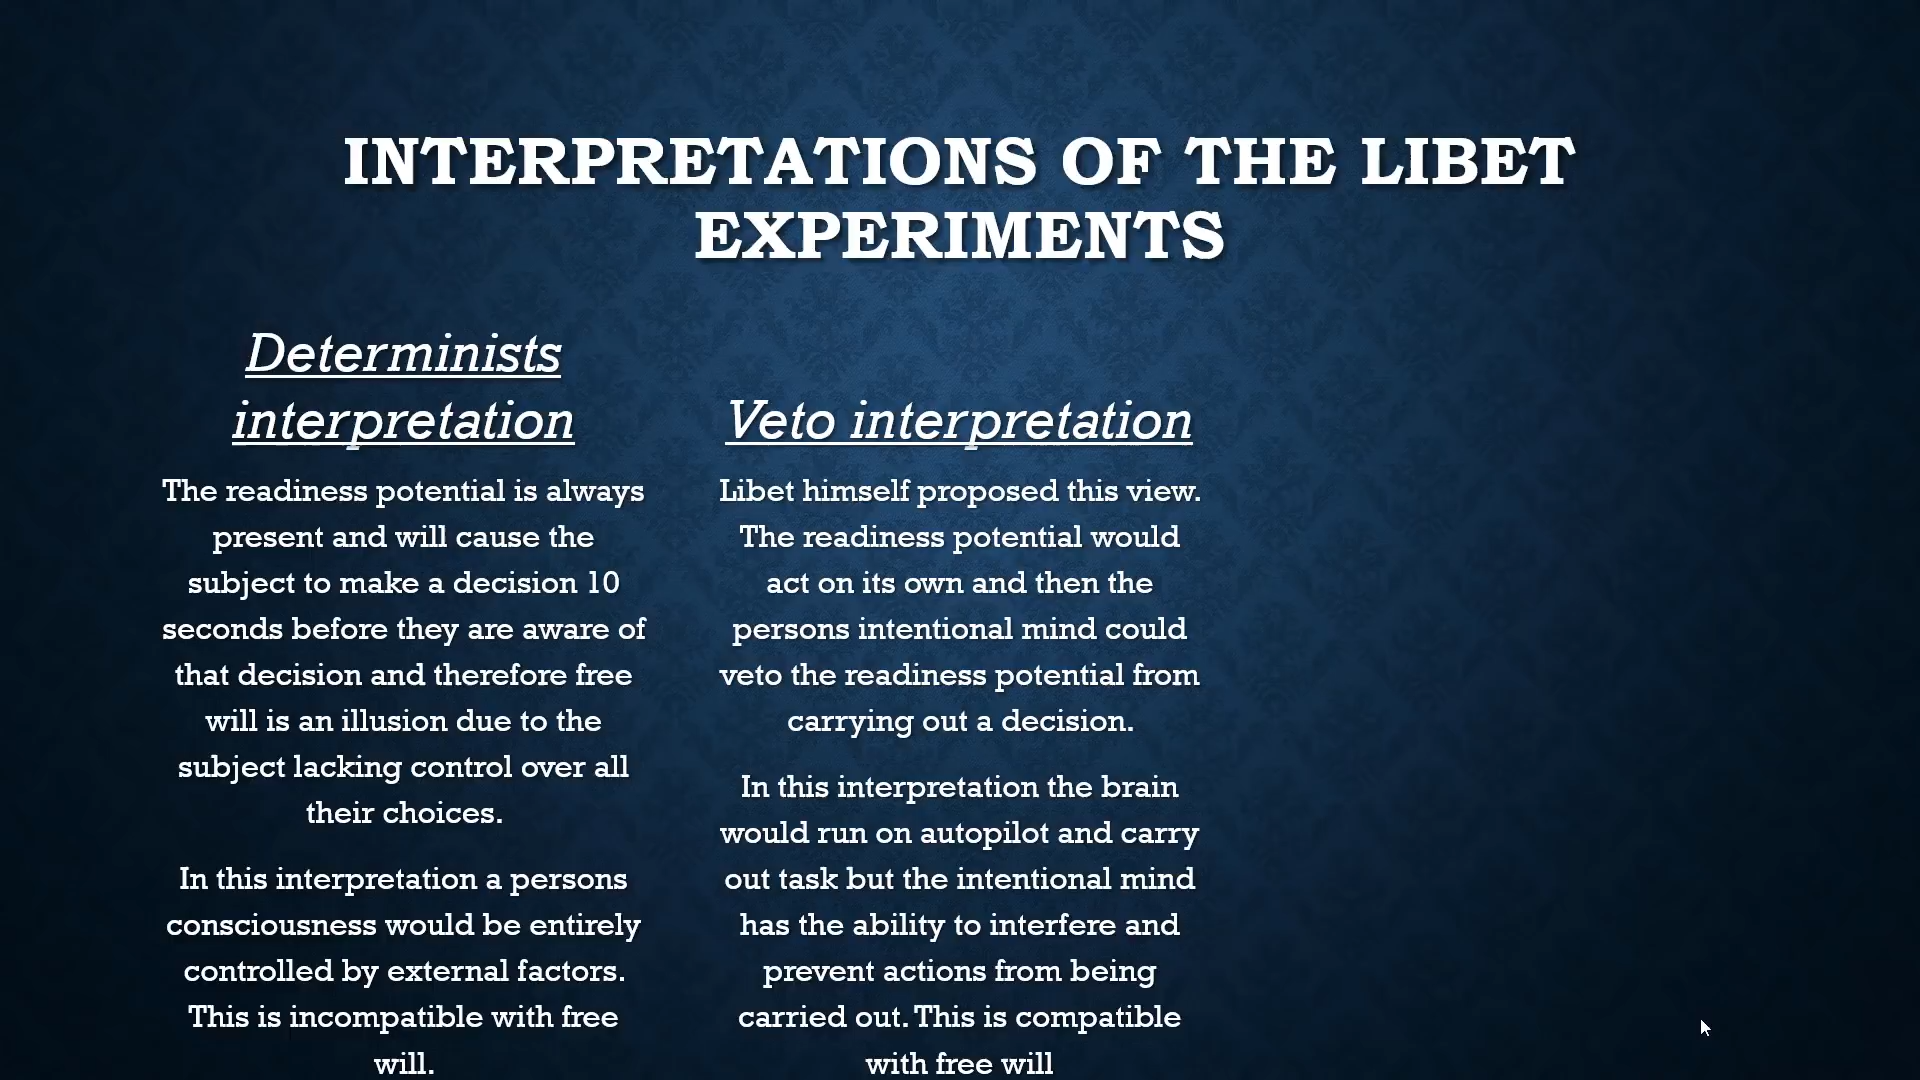 INTERPRETATIONS OF THE LIBET
EXPERIMENTS
Determinists
interpretation
The readiness potential is always
present and will cause the
subject to make a decision 10
seconds before they are aware of
that decision and therefore free
will is an illusion due to the
subject lacking control over all
their choices.
In this interpretation a persons
consciousness would be entirely
controlled by external factors.
This is incompatible with free
will.
Veto interpretation
Libet himself proposed this view.
The readiness potential would
act on its own and then the
persons intentional mind could
veto the readiness potential from
carrying out a decision.
In this interpretation the brain
would run on autopilot and carry
out task but the intentional mind
has the ability to interfere and
prevent actions from being
carried out. This is compatible
with free will